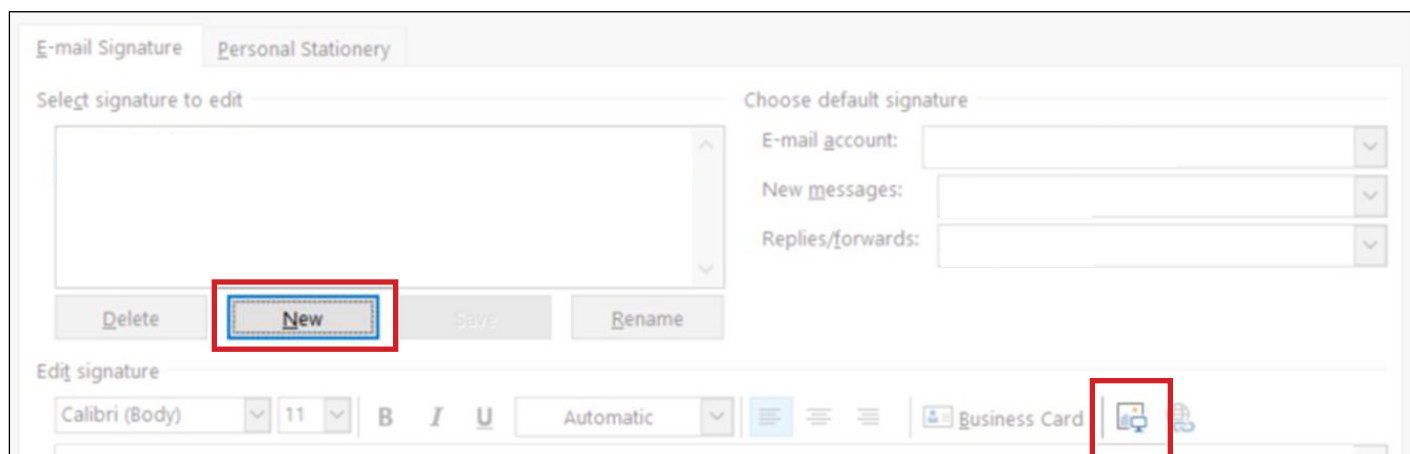 E-mail Signature Personal Stationery
Select signature to edit
Choose default signature
E-mail account:
New messages:
Replies/forwards:
Delete New Save Rename
Edit signature
Calibri (Body) 11 B I U Automatic Business Card